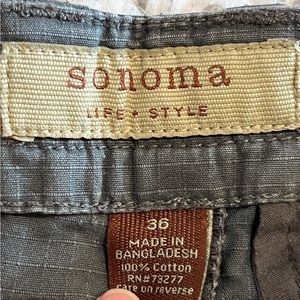 sonoma
LIFE + STYLE
36
MADE IN
BANGLADESH
100% Cotton
RN#73277
care on reverse